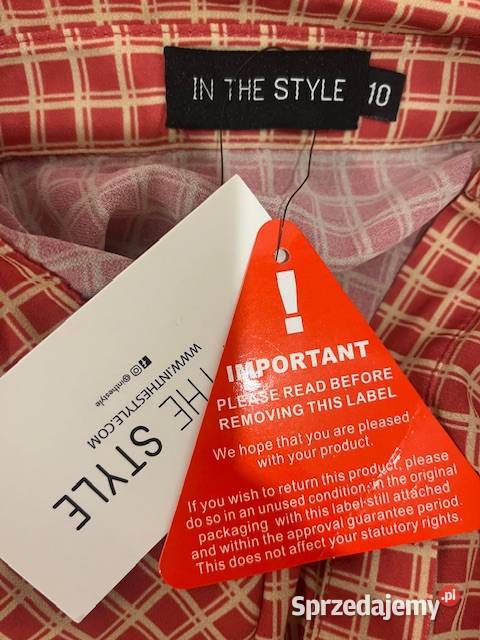 IN THE STYLE
10
!
IMPORTANT
PLEASE READ BEFORE
REMOVING THIS LABEL
We hope that you are pleased
with your product.
If you wish to return this product, please
do so in an unused condition, in the original
packaging with this label still attached
and within the approval guarantee period.
This does not affect your statutory rights.
THE STYLE
WWW.INTHESTYLE.COM
@inthestyle
Sprzedajemy.pl